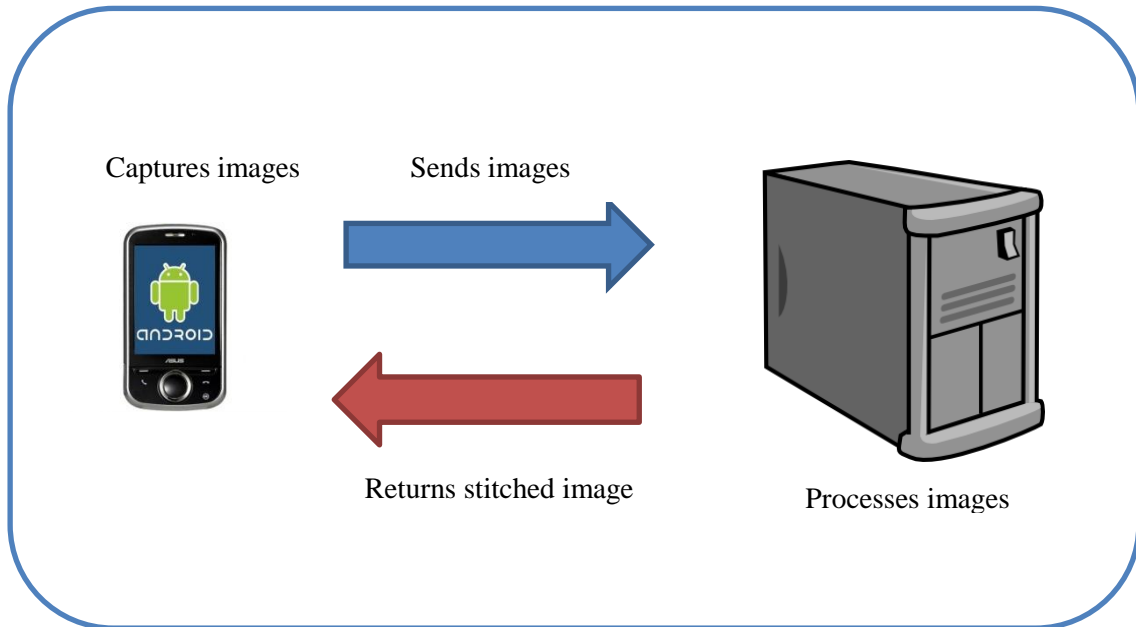 Captures images
Sends images
ANDROID
ASUS
Returns stitched image
Processes images